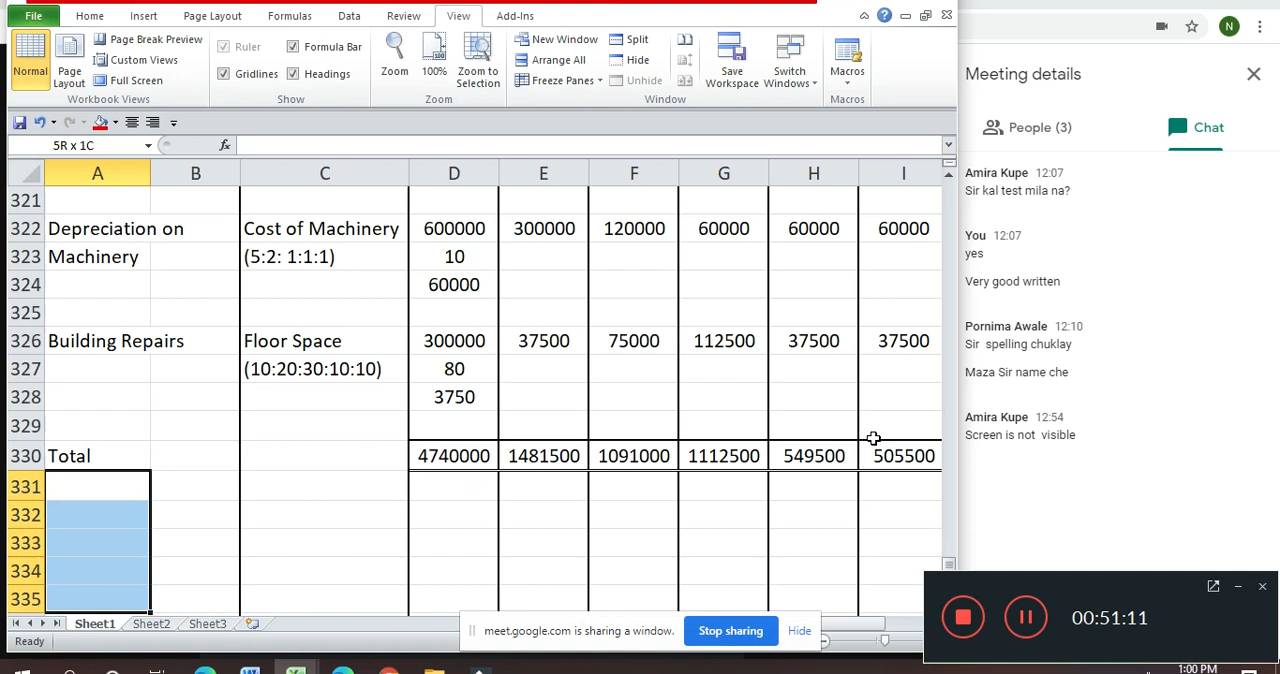 File Home Insert Page Layout Formulas Data Review View Add-Ins
Normal
Page Layout
Page Break Preview
Custom Views
Full Screen
Workbook Views
Ruler Formula Bar
Gridlines Headings
Show
Zoom 100% Zoom to Selection
Zoom
New Window
Arrange All
Freeze Panes
Split
Hide
Unhide
Save Workspace
Switch Windows
Window
Macros
Macros
5R x 1C fx
A B C D E F G H I
321
322 Depreciation on Cost of Machinery 600000 300000 120000 60000 60000 60000
323 Machinery (5:2: 1:1:1) 10
324 60000
325
326 Building Repairs Floor Space 300000 37500 75000 112500 37500 37500
327 (10:20:30:10:10) 80
328 3750
329
330 Total 4740000 1481500 1091000 1112500 549500 505500
331
332
333
334
335
Sheet1 Sheet2 Sheet3
Ready
meet.google.com is sharing a window. Stop sharing Hide
N
Meeting details
People (3) Chat
Amira Kupe 12:07
Sir kal test mila na?
You 12:07
yes
Very good written
Pornima Awale 12:10
Sir spelling chuklay
Maza Sir name che
Amira Kupe 12:54
Screen is not visible
00:51:11
1:00 PM